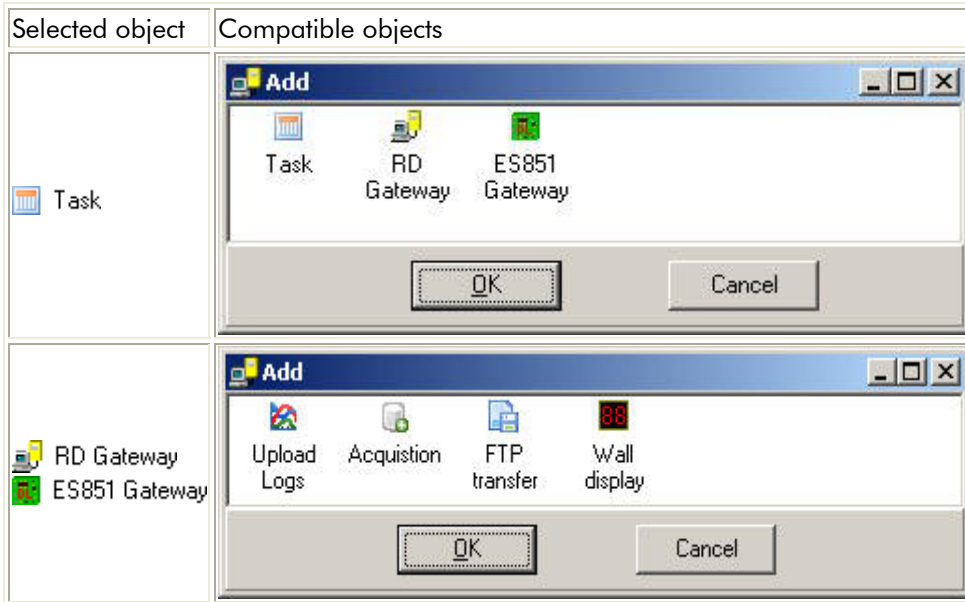 Selected object Compatible objects
Add
Task RD Gateway ES851 Gateway
OK Cancel
Task
Add
Upload Logs Acquistion FTP transfer Wall display
88
OK Cancel
RD Gateway
ES851 Gateway